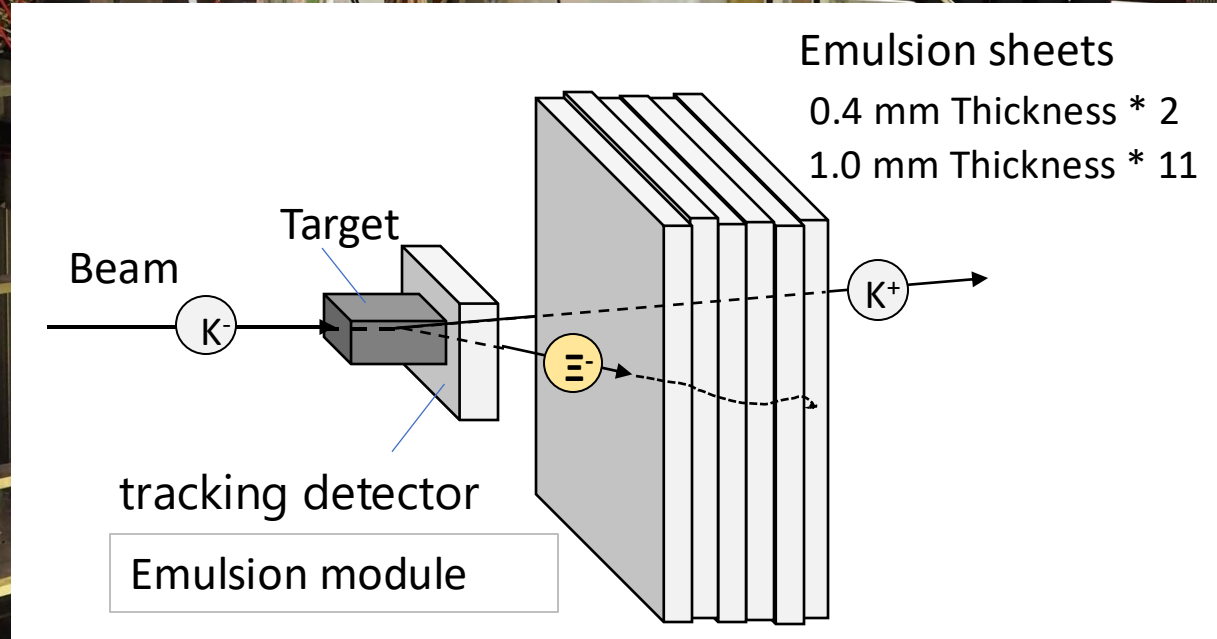 Emulsion sheets
0.4 mm Thickness * 2
1.0 mm Thickness * 11
Target
Beam
K⁻
K⁺
Ξ⁻
tracking detector
Emulsion module